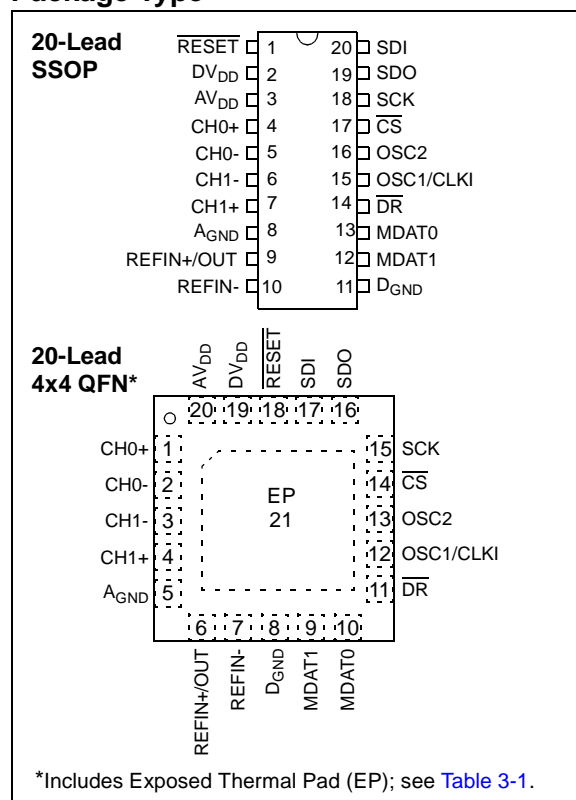 20-Lead
SSOP
RESET 1 20 SDI
DVDD 2 19 SDO
AVDD 3 18 SCK
CH0+ 4 17 CS
CH0- 5 16 OSC2
CH1- 6 15 OSC1/CLKI
CH1+ 7 14 DR
AGND 8 13 MDAT0
REFIN+/OUT 9 12 MDAT1
REFIN- 10 11 DGND
20-Lead
4x4 QFN*
AVDD DVDD RESET SDI SDO
20 19 18 17 16
CH0+ 1 15 SCK
CH0- 2 14 CS
EP
21
CH1- 3 13 OSC2
CH1+ 4 12 OSC1/CLKI
AGND 5 11 DR
6 7 8 9 10
REFIN+/OUT REFIN- DGND MDAT1 MDAT0
*Includes Exposed Thermal Pad (EP); see Table 3-1.